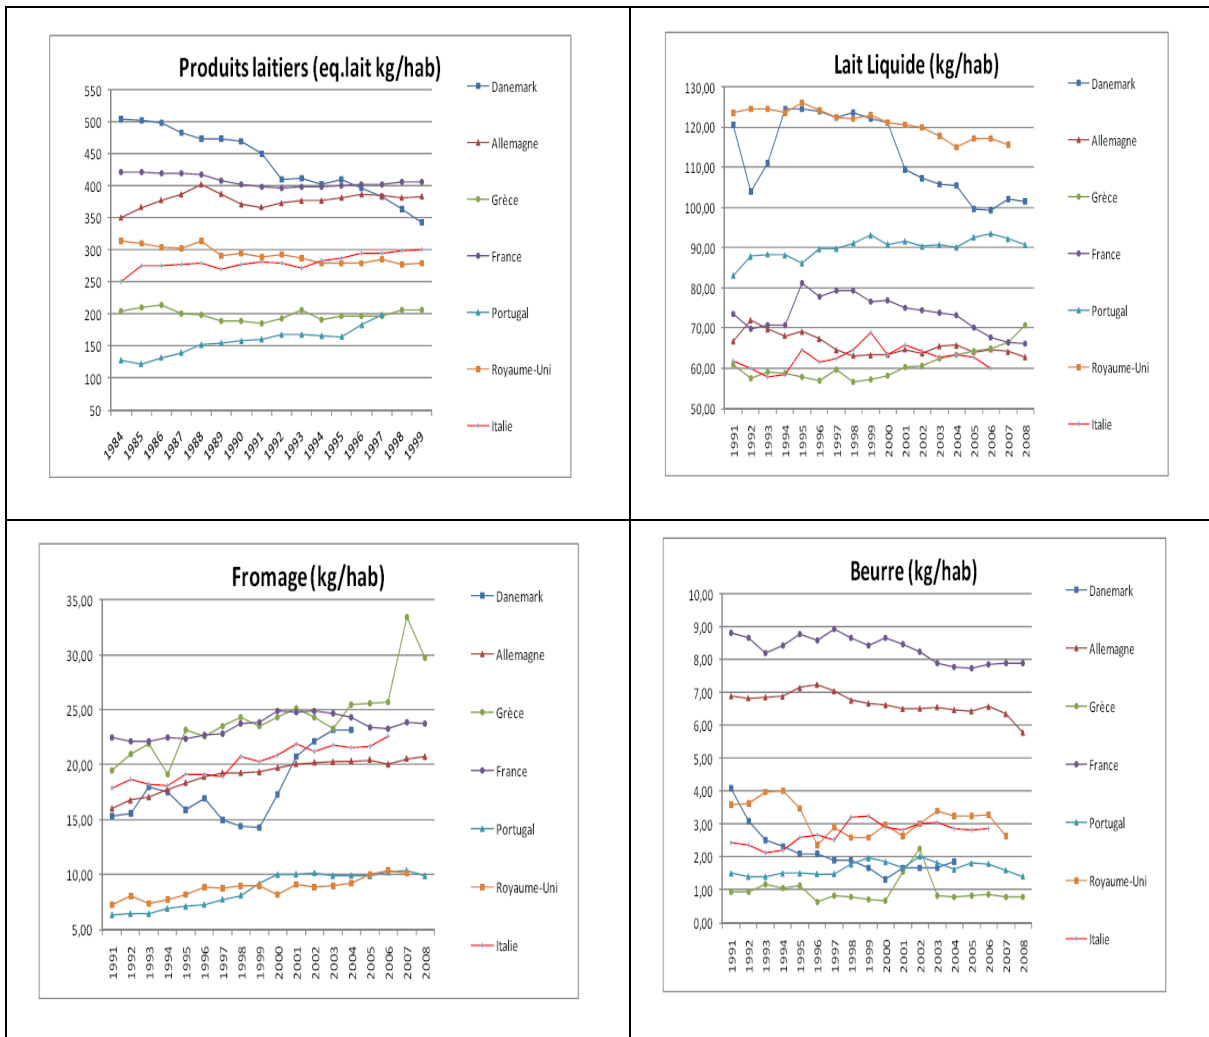 Produits laitiers (eq.lait kg/hab)
550
500
450
400
350
300
250
200
150
100
50
1984 1985 1986 1987 1988 1989 1990 1991 1992 1993 1994 1995 1996 1997 1998 1999
Danemark
Allemagne
Grèce
France
Portugal
Royaume-Uni
Italie
Lait Liquide (kg/hab)
130,00
120,00
110,00
100,00
90,00
80,00
70,00
60,00
50,00
1991 1992 1993 1994 1995 1996 1997 1998 1999 2000 2001 2002 2003 2004 2005 2006 2007 2008
Danemark
Allemagne
Grèce
France
Portugal
Royaume-Uni
Italie
Fromage (kg/hab)
35,00
30,00
25,00
20,00
15,00
10,00
5,00
1991 1992 1993 1994 1995 1996 1997 1998 1999 2000 2001 2002 2003 2004 2005 2006 2007 2008
Danemark
Allemagne
Grèce
France
Portugal
Royaume-Uni
Italie
Beurre (kg/hab)
10,00
9,00
8,00
7,00
6,00
5,00
4,00
3,00
2,00
1,00
0,00
1991 1992 1993 1994 1995 1996 1997 1998 1999 2000 2001 2002 2003 2004 2005 2006 2007 2008
Danemark
Allemagne
Grèce
France
Portugal
Royaume-Uni
Italie